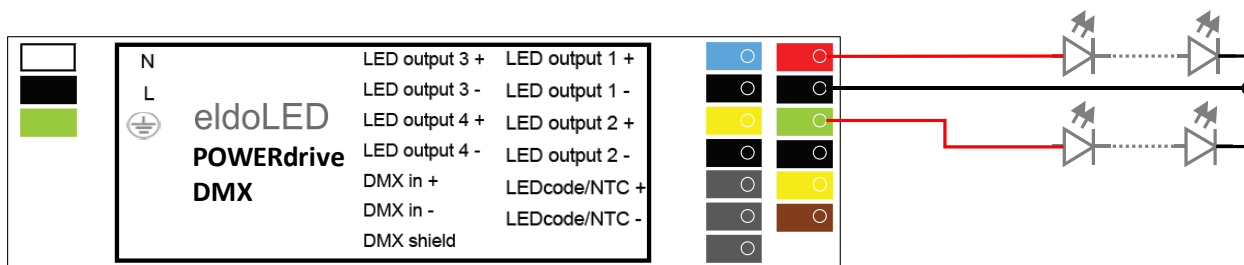 N
L
eldoLED
POWERdrive
DMX
LED output 3 +
LED output 3 -
LED output 4 +
LED output 4 -
DMX in +
DMX in -
DMX shield
LED output 1 +
LED output 1 -
LED output 2 +
LED output 2 -
LEDcode/NTC +
LEDcode/NTC -